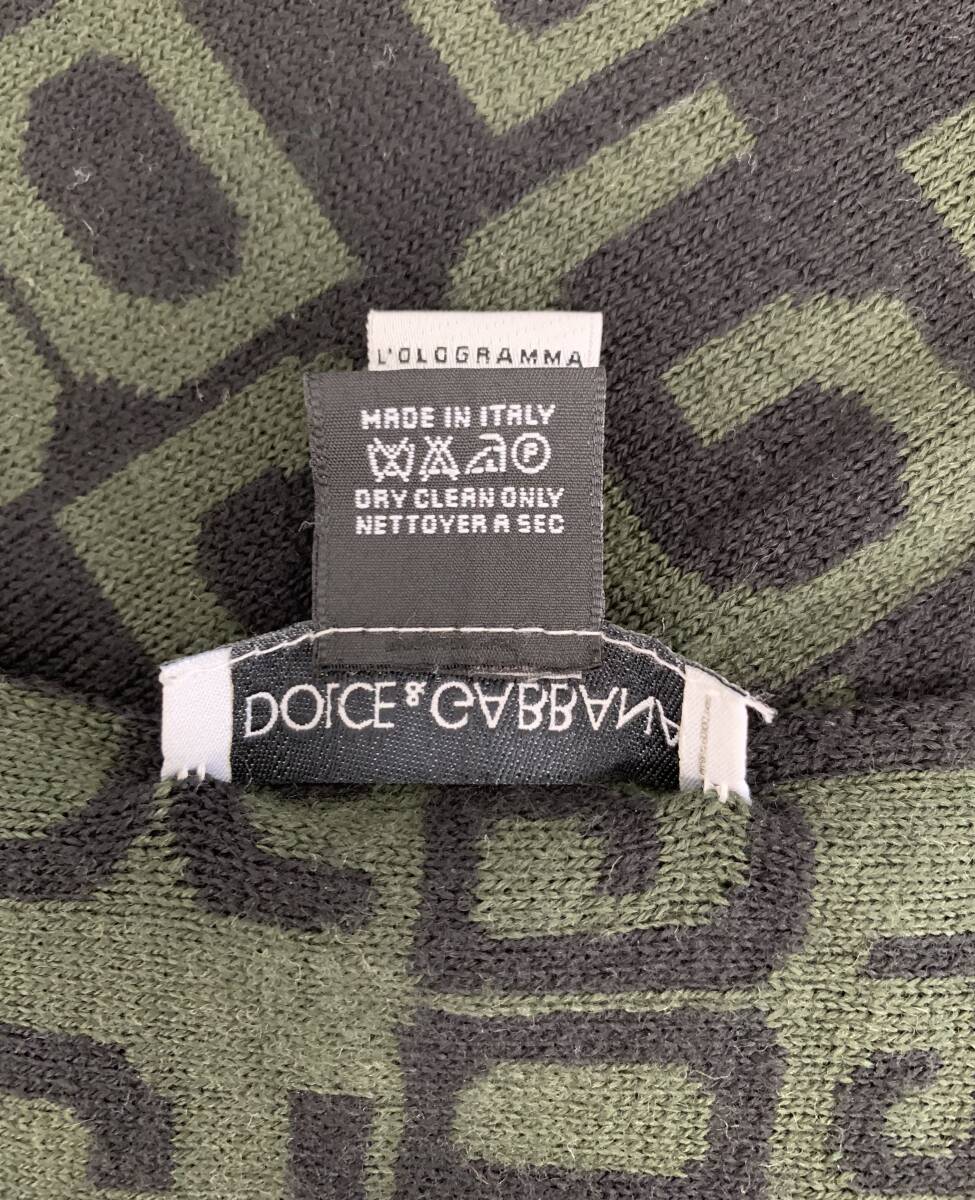 L'OLOGRAMMA
MADE IN ITALY
P
DRY CLEAN ONLY
NETTOYER A SEC
DOLCE & GABBANA